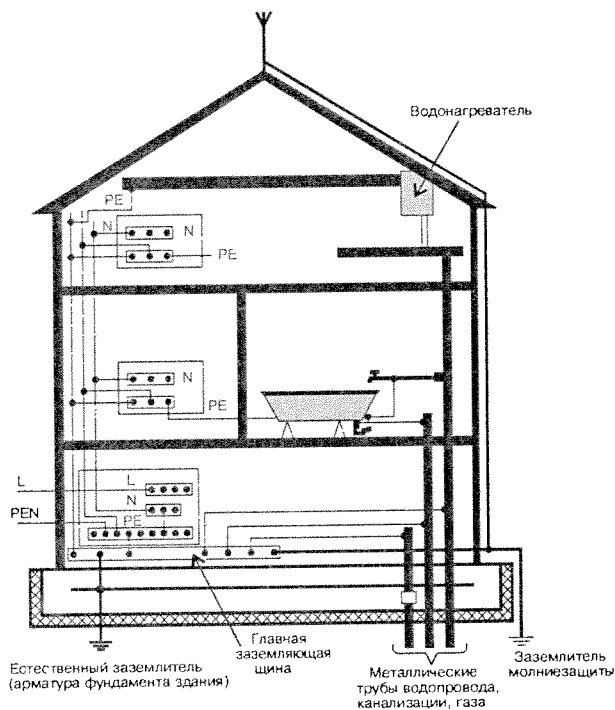 Водонагреватель
PE
N
N
PE
N
PE
L
L
N
PEN
PE
Главная
заземляющая
шина
Естественный заземлитель
(арматура фундамента здания)
Металлические
трубы водопровода,
канализации, газа
Заземлитель
молниезащиты